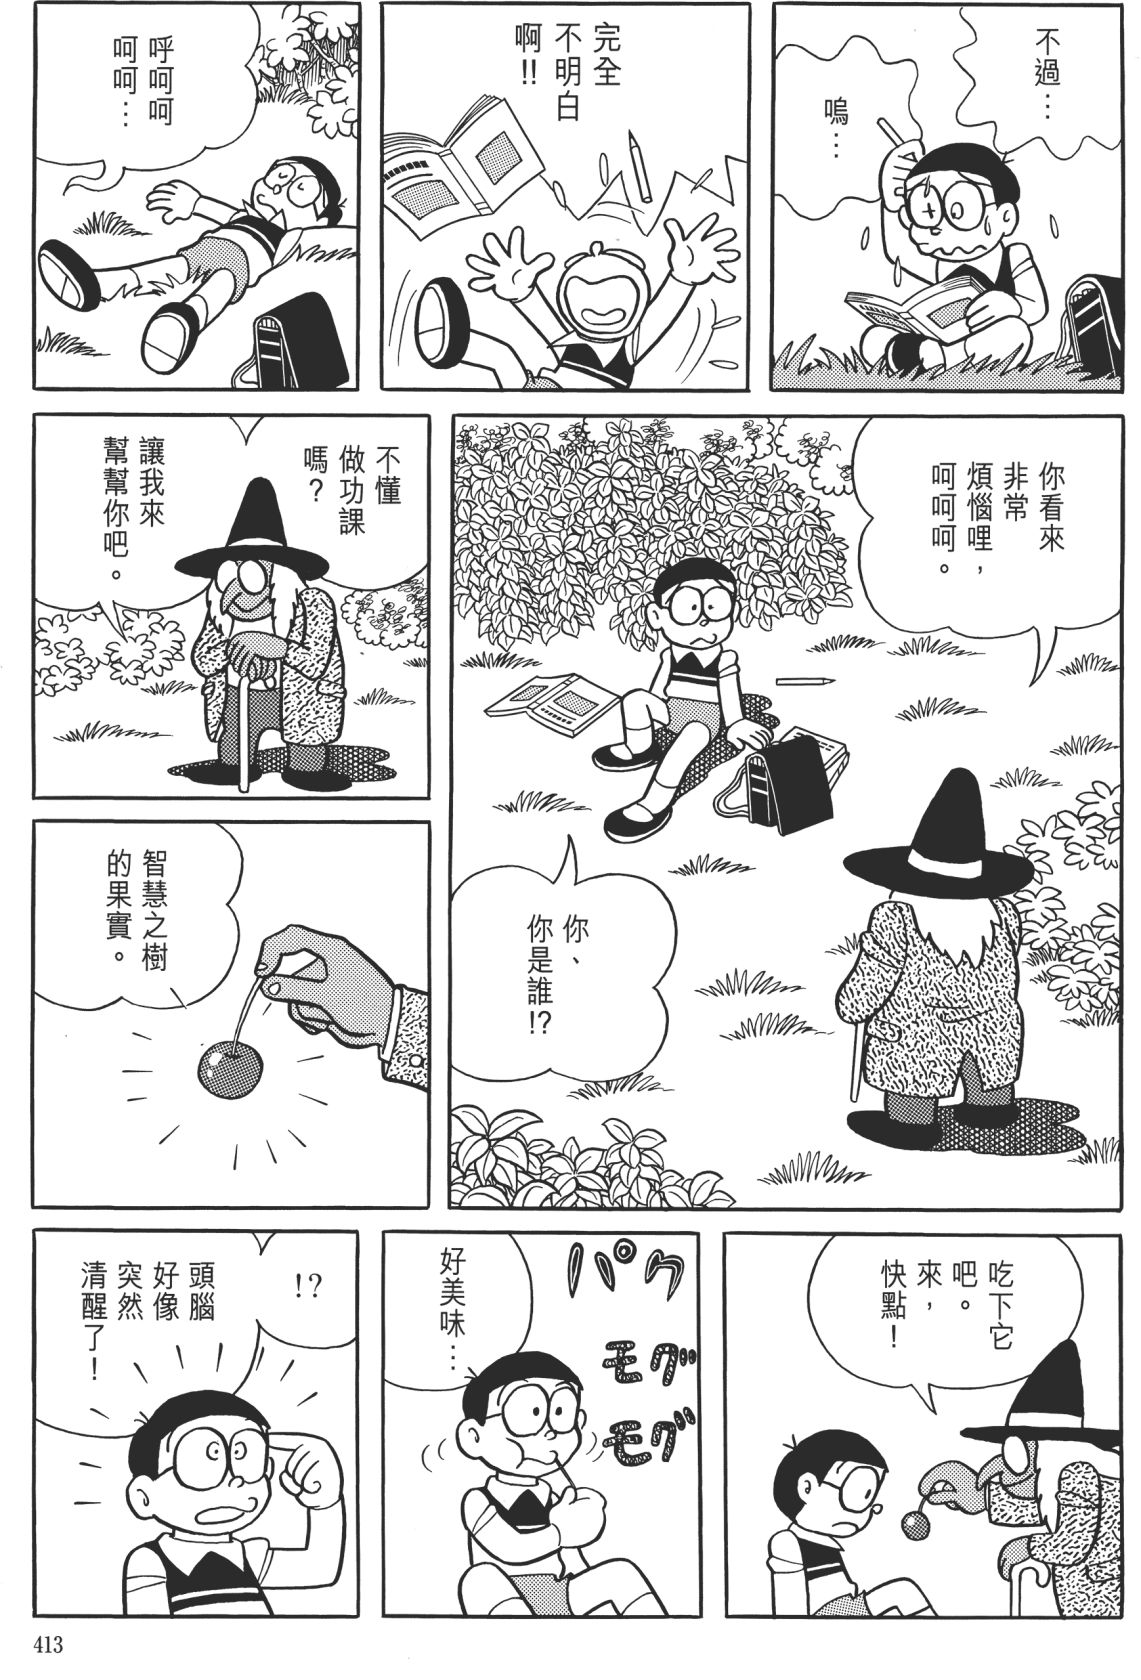 不過…
嗚…
完全
不明白
啊!!
呼呵呵
呵呵…
你看來
非常
煩惱哩，
呵呵呵。
你、
你是誰!?
不懂
做功課
嗎？
讓我來
幫幫你吧。
智慧之樹
的果實。
吃下它
吧。
來，
快點！
パク
モグ
モグ
好美味…
!?
頭腦
好像
突然
清醒了！
413